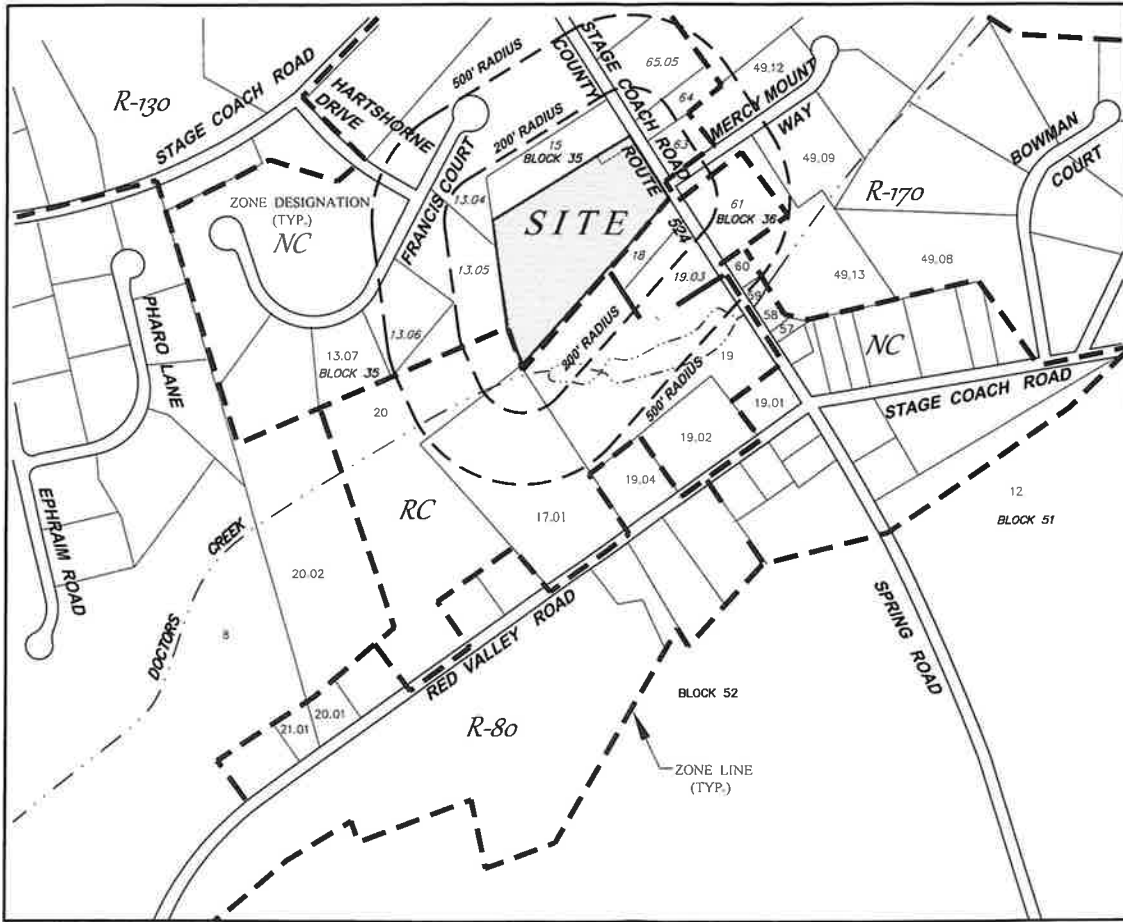 R-130
STAGE COACH ROAD
HARTSHORNE
DRIVE
500' RADIUS
200' RADIUS
FRANCIS COURT
COUNTY
ROUTE
524
STAGE COACH ROAD
65.05
49.12
64
63
MERCY MOUNT
WAY
49.09
BOWMAN
COURT
R-170
15
BLOCK 35
13.04
SITE
61
BLOCK 36
ZONE DESIGNATION
(TYP.)
NC
18
19.03
60
59
58
57
49.13
49.08
13.05
13.06
13.07
BLOCK 35
PHARO LANE
200' RADIUS
19
500' RADIUS
NC
STAGE COACH ROAD
20
19.01
19.02
19.04
12
BLOCK 51
RC
17.01
EPHRAIM ROAD
CREEK
DOCTORS
20.02
8
SPRING ROAD
RED VALLEY ROAD
BLOCK 52
20.01
21.01
R-80
ZONE LINE
(TYP.)